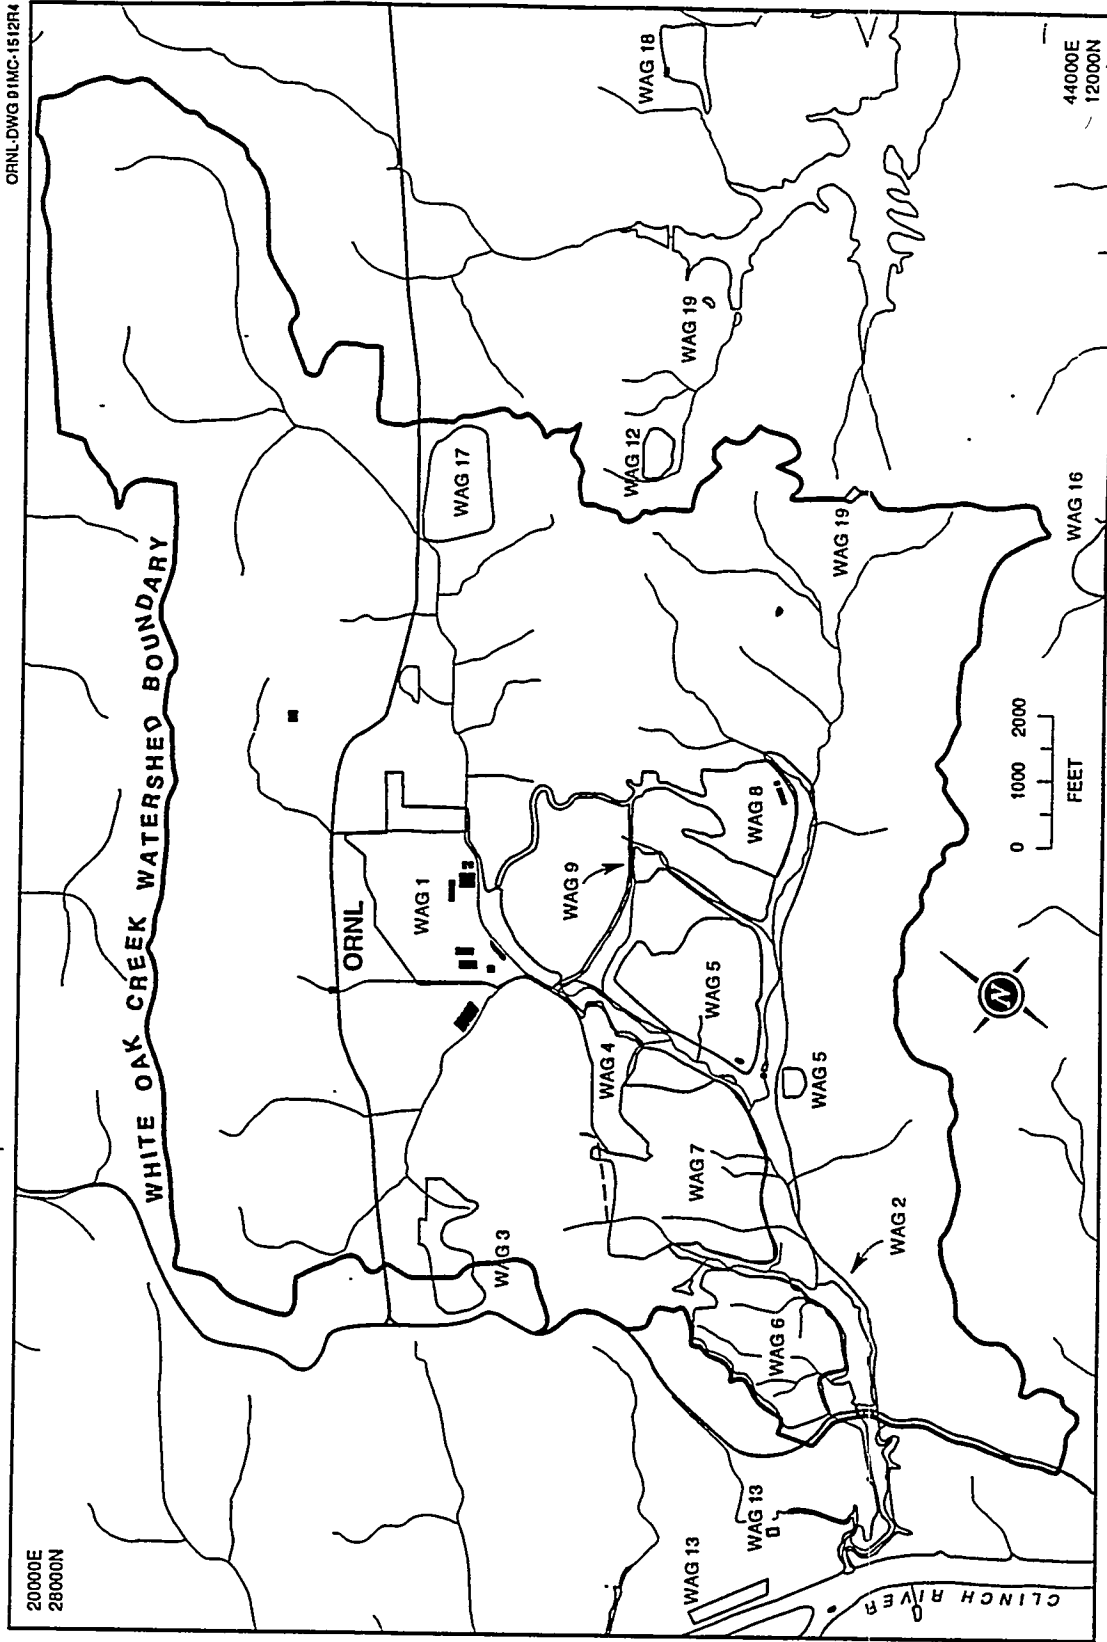 ORNL-DWG 91MC-1512R4
20000E
28000N
WHITE OAK CREEK WATERSHED BOUNDARY
ORNL
WAG 1
WAG 17
WAG 18
WAG 3
WAG 4
WAG 9
WAG 12
WAG 19
WAG 7
WAG 5
WAG 8
WAG 6
WAG 5
WAG 19
WAG 2
WAG 13
WAG 13
WAG 16
CLINCH RIVER
N
0 1000 2000
FEET
44000E
12000N